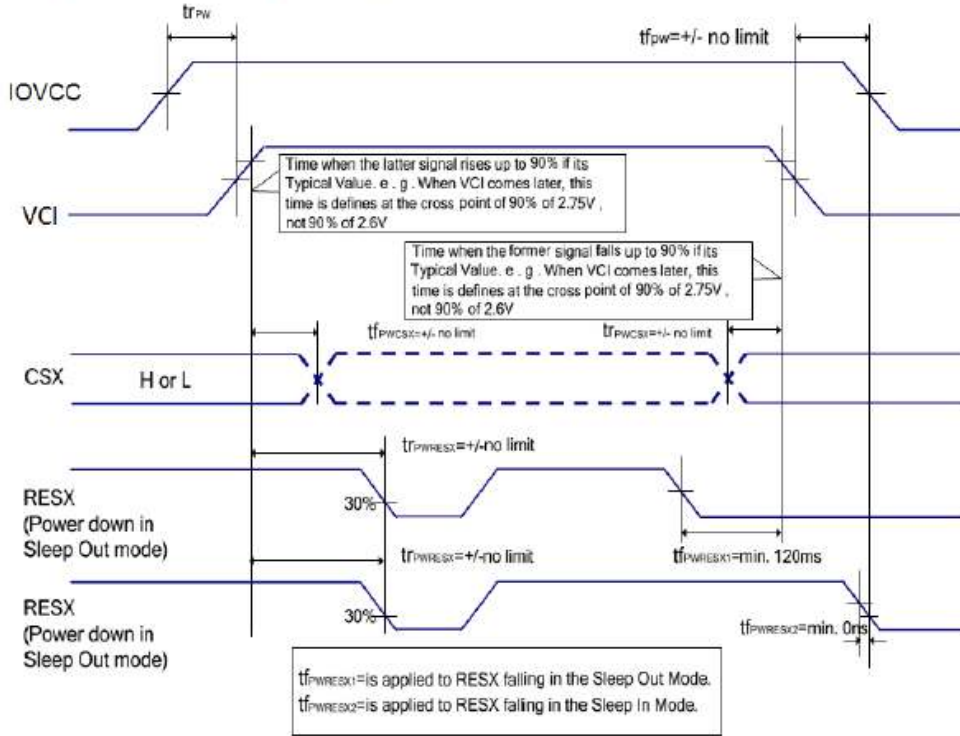 trPW
tfPW=+/- no limit
IOVCC
VCI
Time when the latter signal rises up to 90% if its
Typical Value. e . g . When VCI comes later, this
time is defines at the cross point of 90% of 2.75V ,
not 90% of 2.6V
Time when the former signal falls up to 90% if its
Typical Value. e . g . When VCI comes later, this
time is defines at the cross point of 90% of 2.75V ,
not 90% of 2.6V
tfPWCSX=+/- no limit
trPWCSX=+/- no limit
CSX
H or L
trPWRESX=+/-no limit
30%
RESX
(Power down in
Sleep Out mode)
trPWRESX=+/-no limit
tfPWRESX1=min. 120ms
30%
RESX
(Power down in
Sleep Out mode)
tfPWRESX2=min. 0ns
tfPWRESX1=is applied to RESX falling in the Sleep Out Mode.
tfPWRESX2=is applied to RESX falling in the Sleep In Mode.